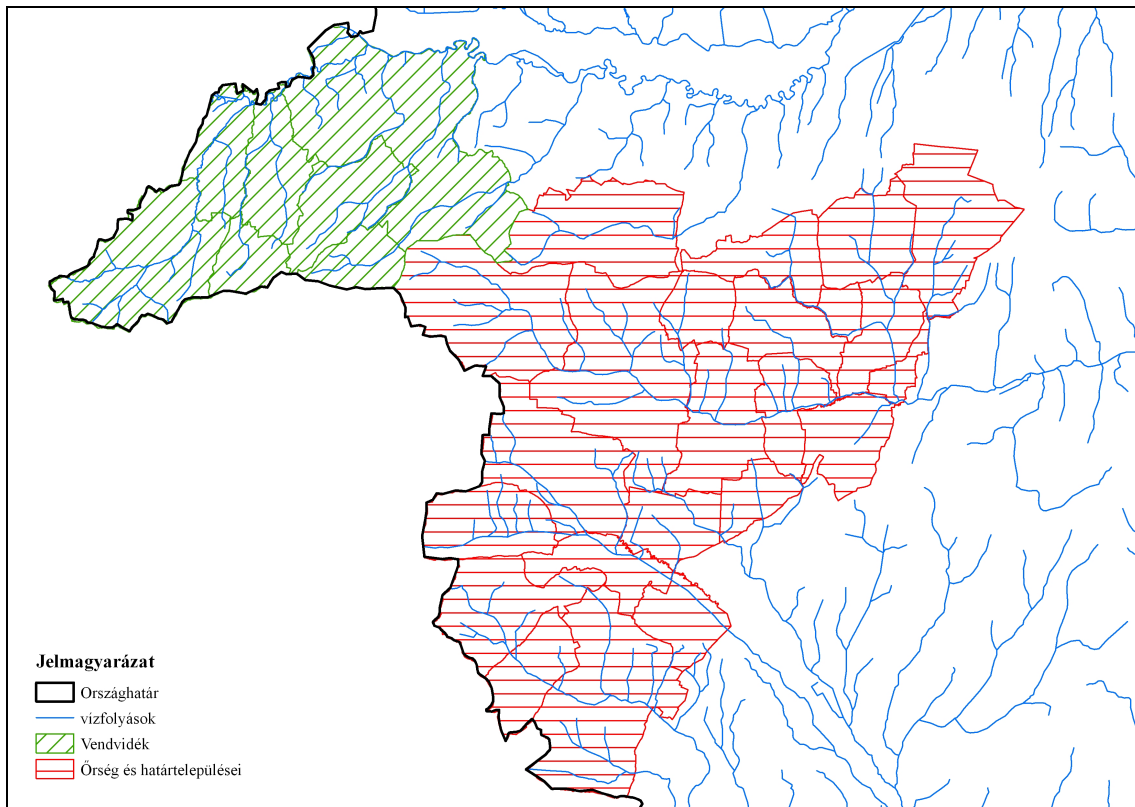 Jelmagyarázat
Országhatár
vízfolyások
Vendvidék
Őrség és határtelepülései